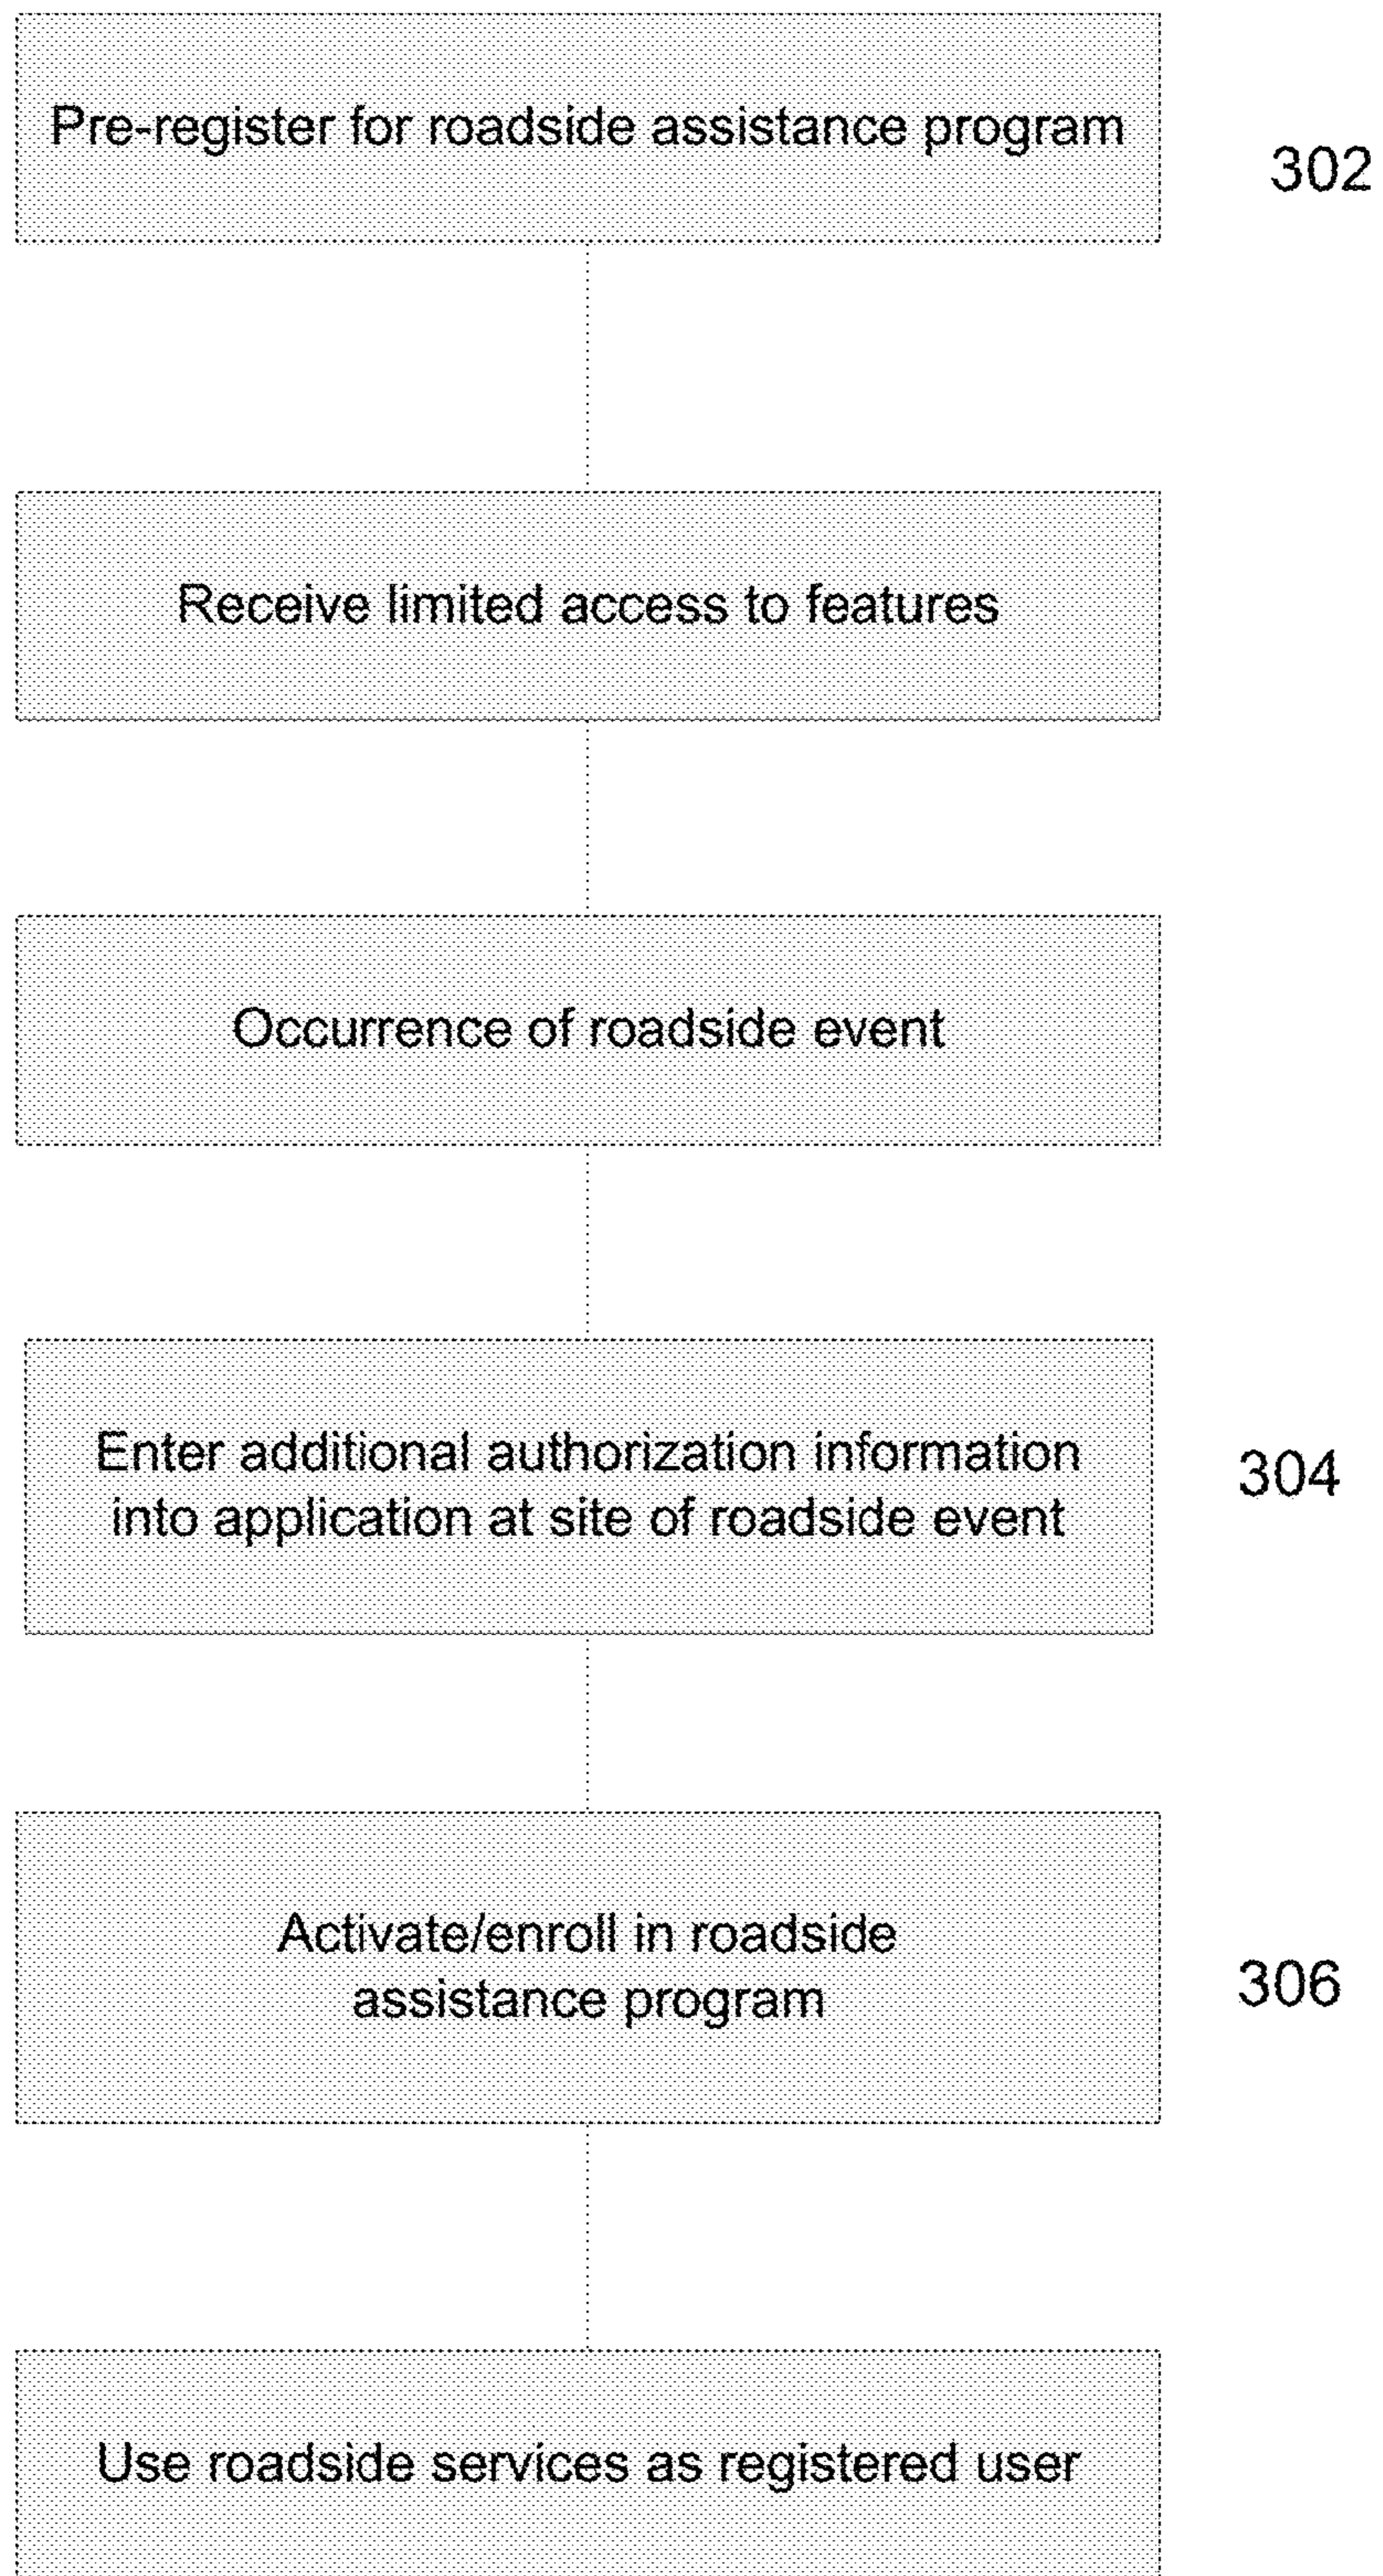 Pre-register for roadside assistance program
302
Receive limited access to features
Occurrence of roadside event
Enter additional authorization information
into application at site of roadside event
304
Activate/enroll in roadside
assistance program
306
Use roadside services as registered user